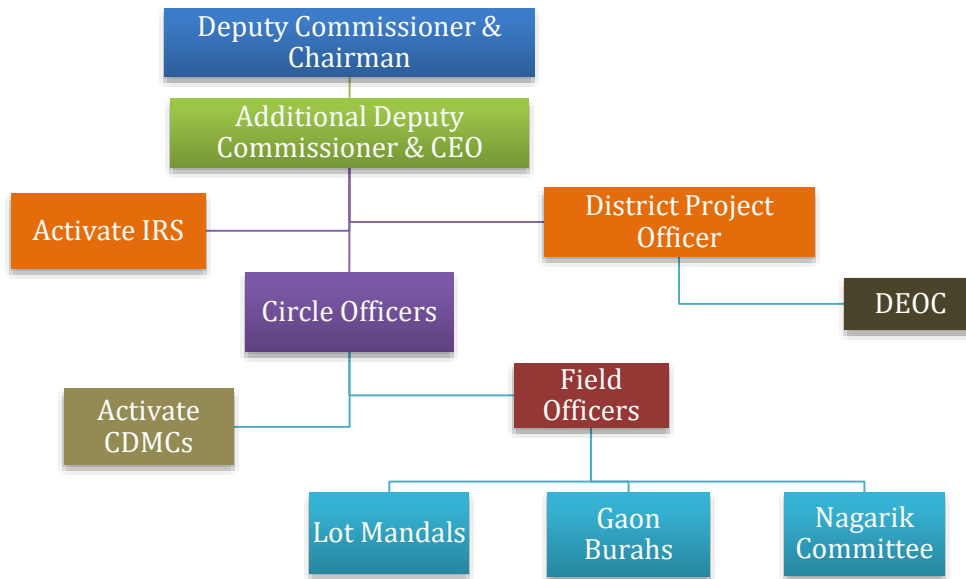 Deputy Commissioner &
Chairman
Additional Deputy
Commissioner & CEO
Activate IRS
District Project
Officer
Circle Officers
DEOC
Activate
CDMCs
Field
Officers
Lot Mandals
Gaon
Burahs
Nagarik
Committee